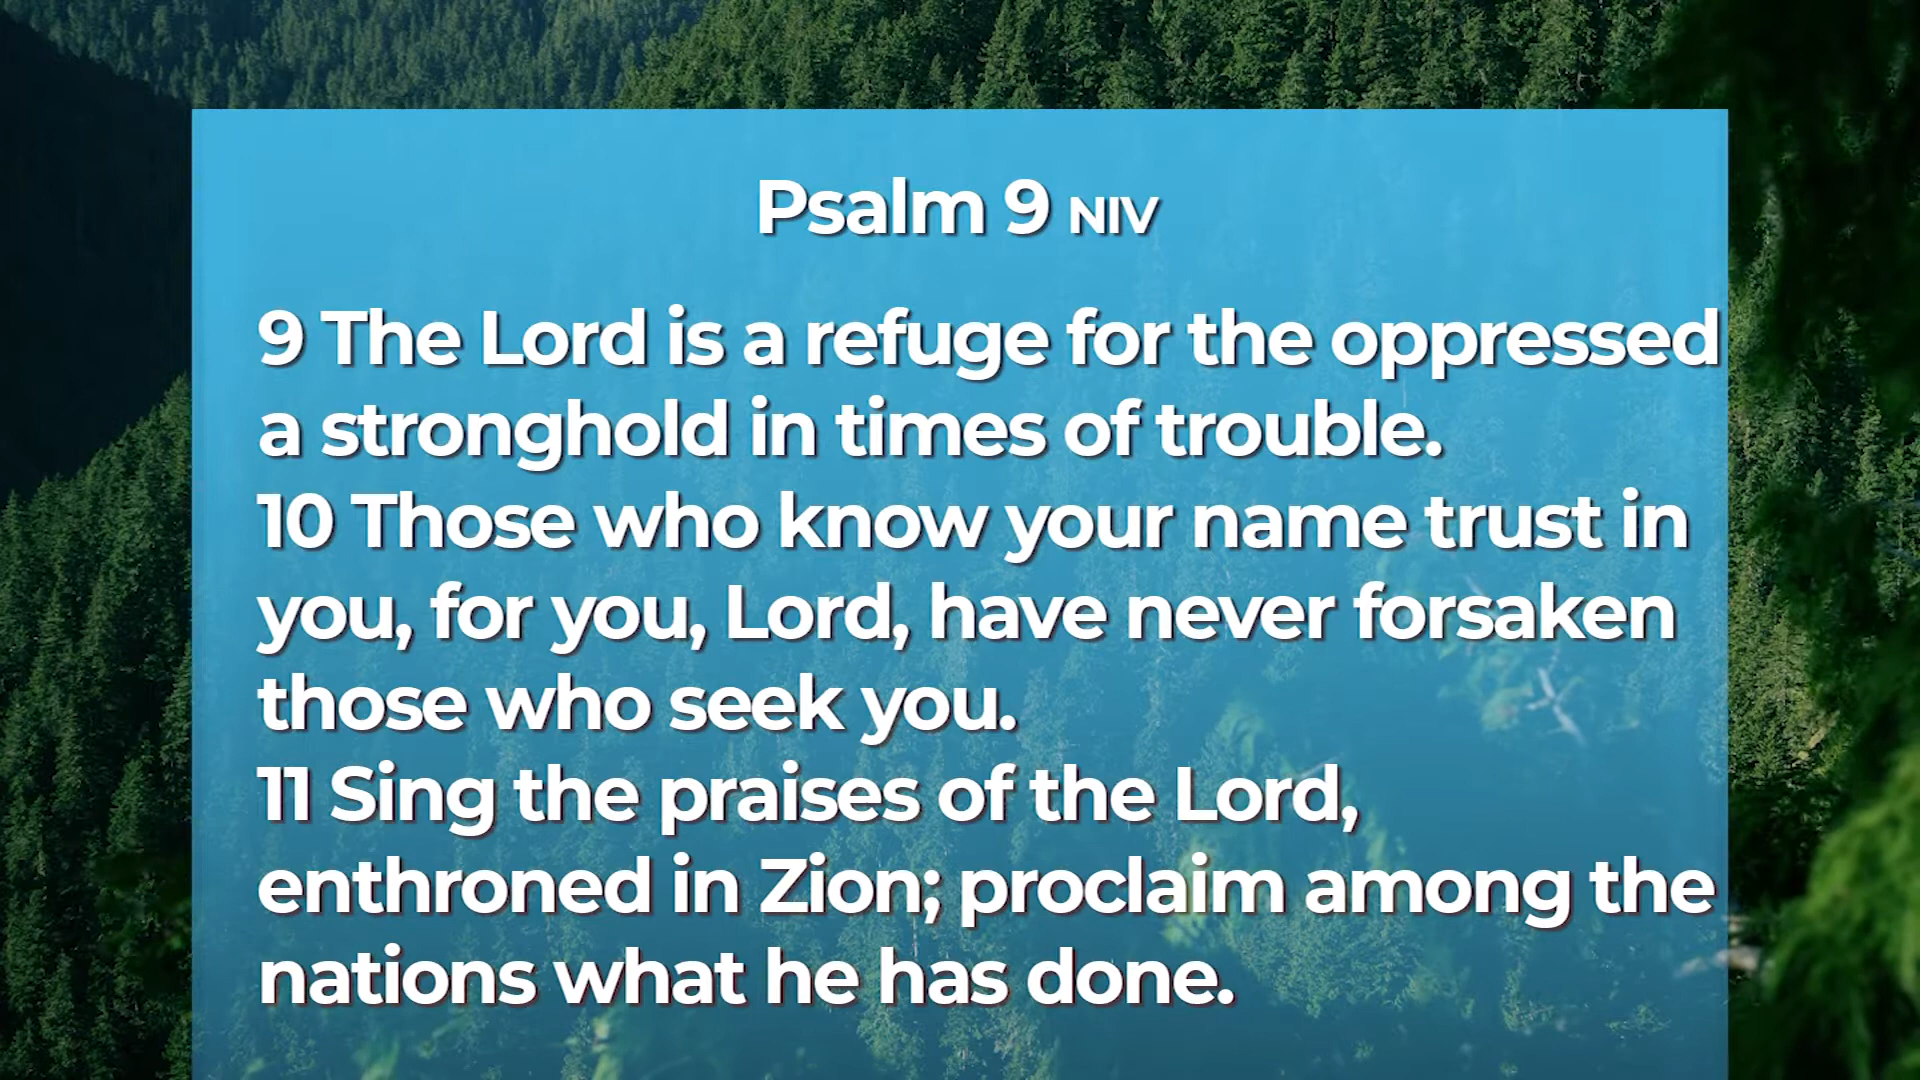 Psalm 9 NIV
9 The Lord is a refuge for the oppressed
a stronghold in times of trouble.
10 Those who know your name trust in
you, for you, Lord, have never forsaken
those who seek you.
11 Sing the praises of the Lord,
enthroned in Zion; proclaim among the
nations what he has done.